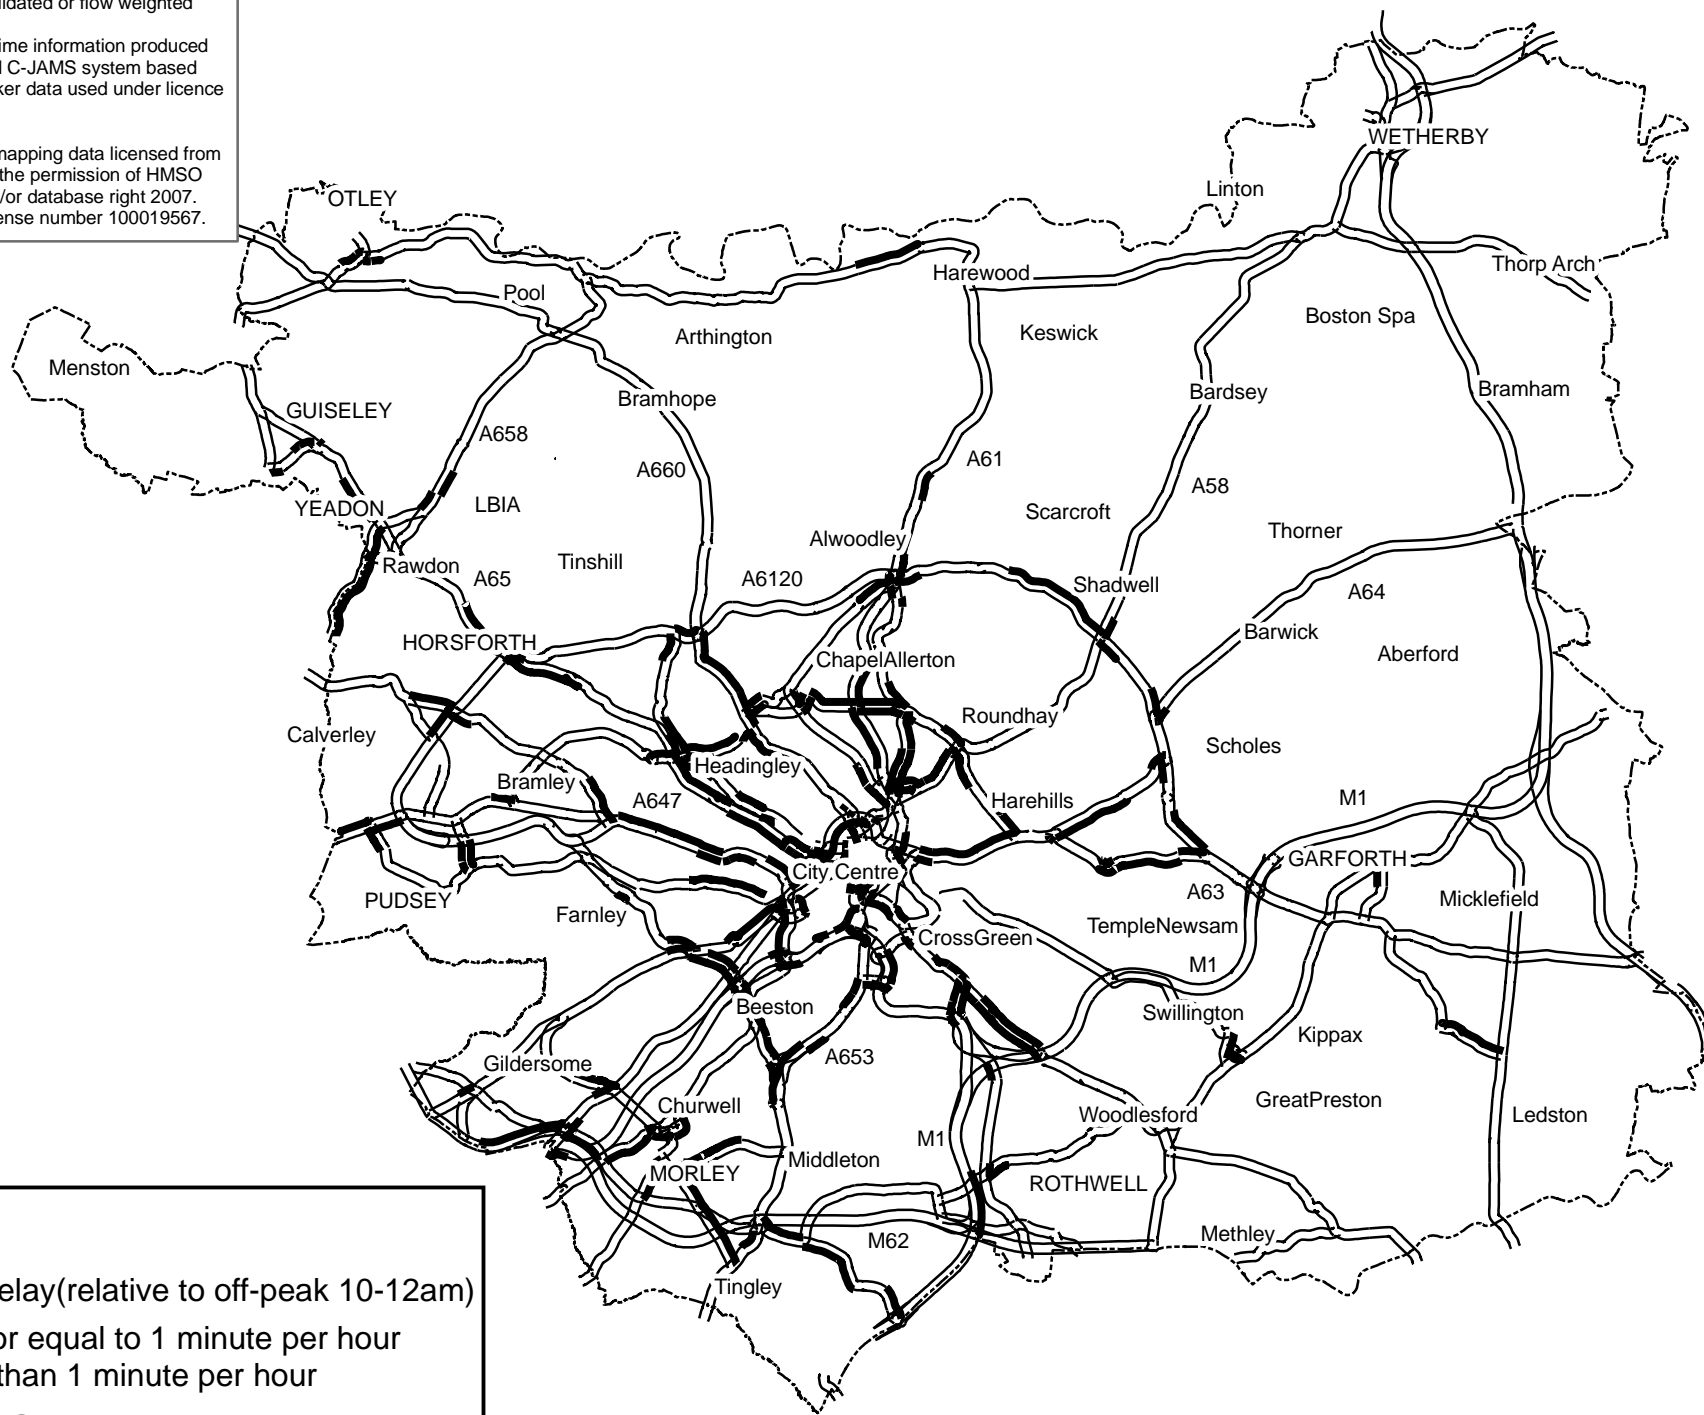 idated or flow weighted
ime information produced
C-JAMS system based
ker data used under licence
mapping data licensed from
the permission of HMSO
/or database right 2007.
ense number 100019567.
WETHERBY
Linton
OTLEY
Thorp Arch
Harewood
Pool
Boston Spa
Keswick
Arthington
Menston
Bramham
Bardsey
Bramhope
GUISELEY
A658
A61
A660
A58
LBIA
YEADON
Scarcroft
Thorner
Alwoodley
Tinshill
Rawdon
A65
A6120
Shadwell
A64
Barwick
HORSFORTH
Aberford
ChapelAllerton
Roundhay
Calverley
Scholes
Headingley
Bramley
M1
A647
Harehills
GARFORTH
City Centre
A63
PUDSEY
Micklefield
Farnley
TempleNewsam
CrossGreen
M1
Beeston
Swillington
Kippax
A653
Gildersome
GreatPreston
Churwell
Woodlesford
Ledston
M1
Middleton
MORLEY
ROTHWELL
Methley
M62
Tingley
elay(relative to off-peak 10-12am)
or equal to 1 minute per hour
than 1 minute per hour